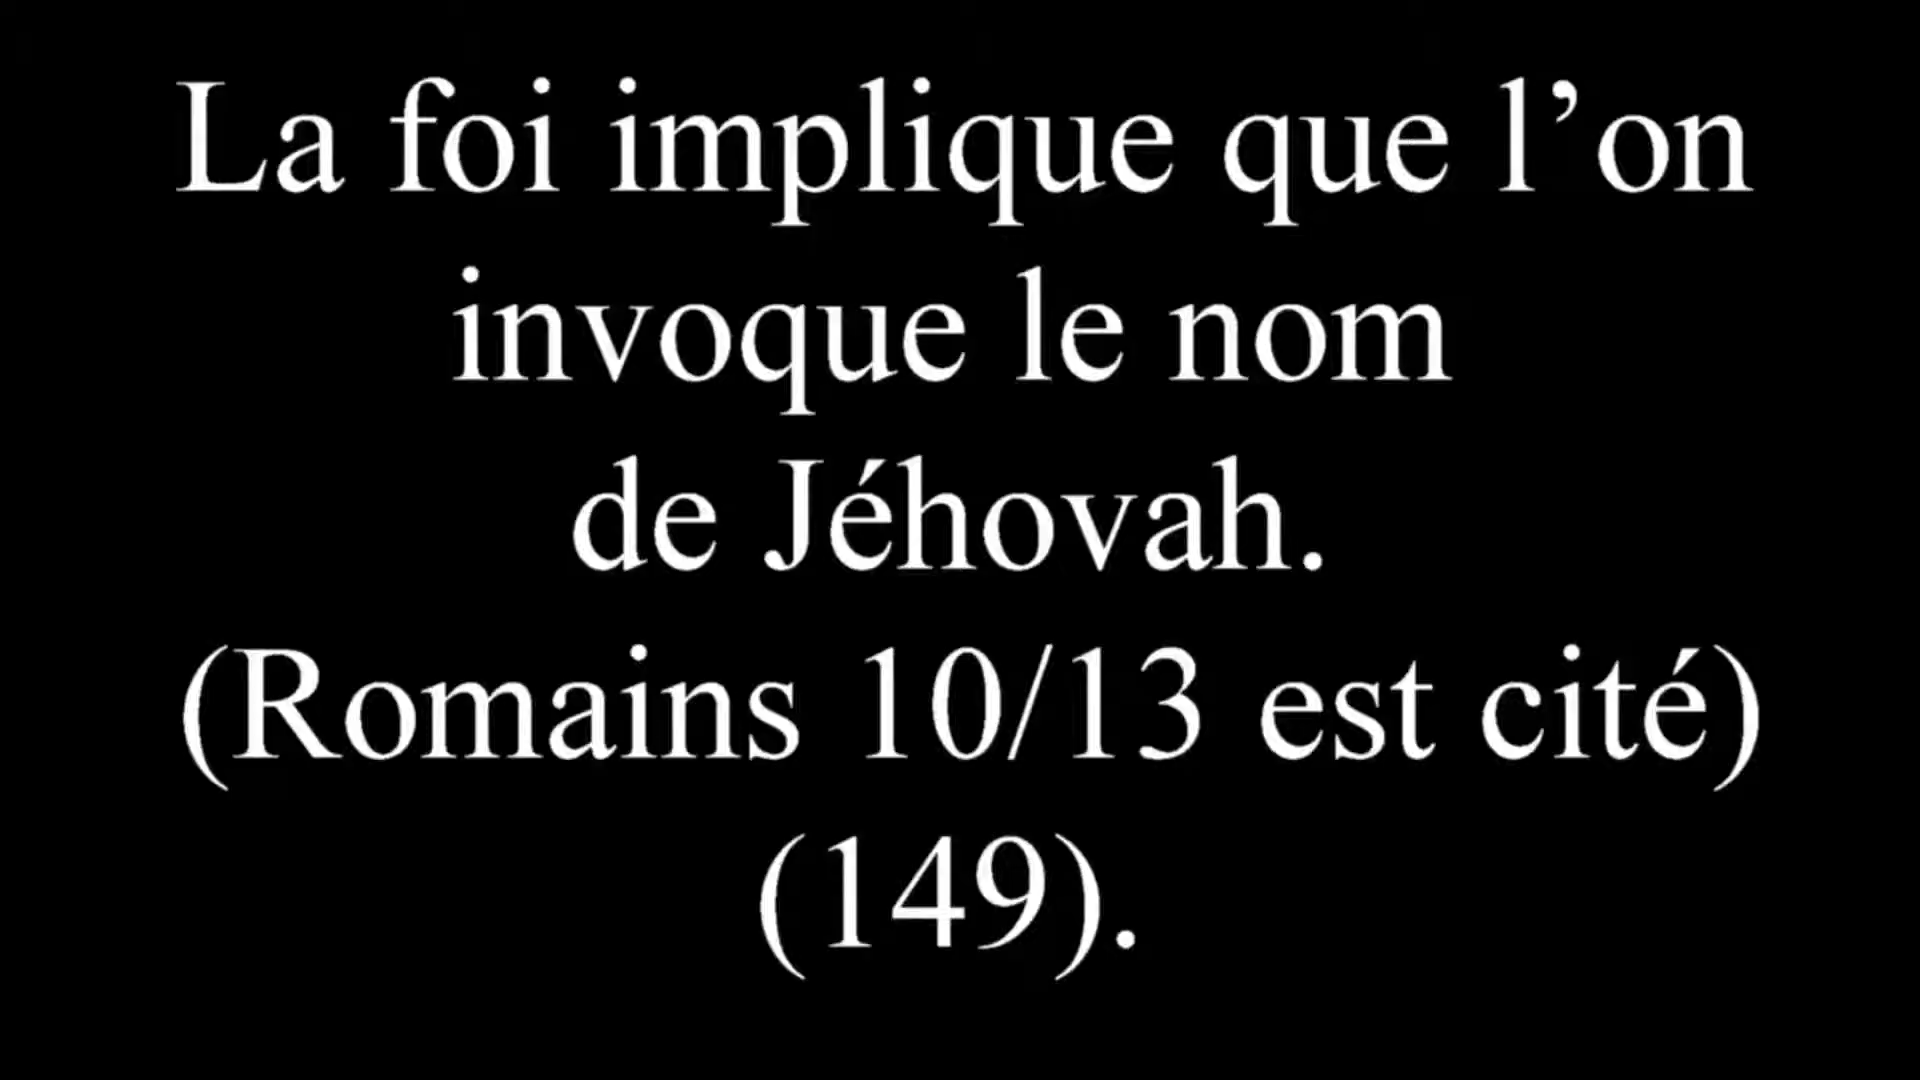 La foi implique que l’on
invoque le nom
de Jéhovah.
(Romains 10/13 est cité)
(149).